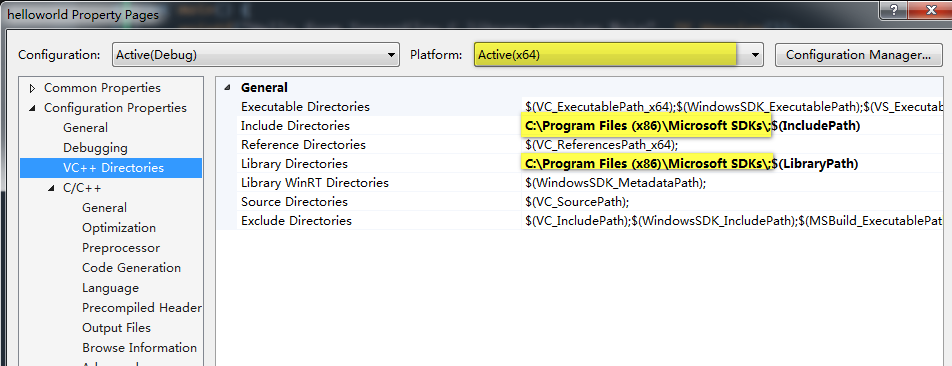 helloworld Property Pages
Configuration: Active(Debug) Platform: Active(x64) Configuration Manager...
Common Properties
Configuration Properties
General
Debugging
VC++ Directories
C/C++
General
Optimization
Preprocessor
Code Generation
Language
Precompiled Header
Output Files
Browse Information
General
Executable Directories $(VC_ExecutablePath_x64);$(WindowsSDK_ExecutablePath);$(VS_Executab
Include Directories C:\Program Files (x86)\Microsoft SDKs\;$(IncludePath)
Reference Directories $(VC_ReferencesPath_x64);
Library Directories C:\Program Files (x86)\Microsoft SDKs\;$(LibraryPath)
Library WinRT Directories $(WindowsSDK_MetadataPath);
Source Directories $(VC_SourcePath);
Exclude Directories $(VC_IncludePath);$(WindowsSDK_IncludePath);$(MSBuild_ExecutablePat